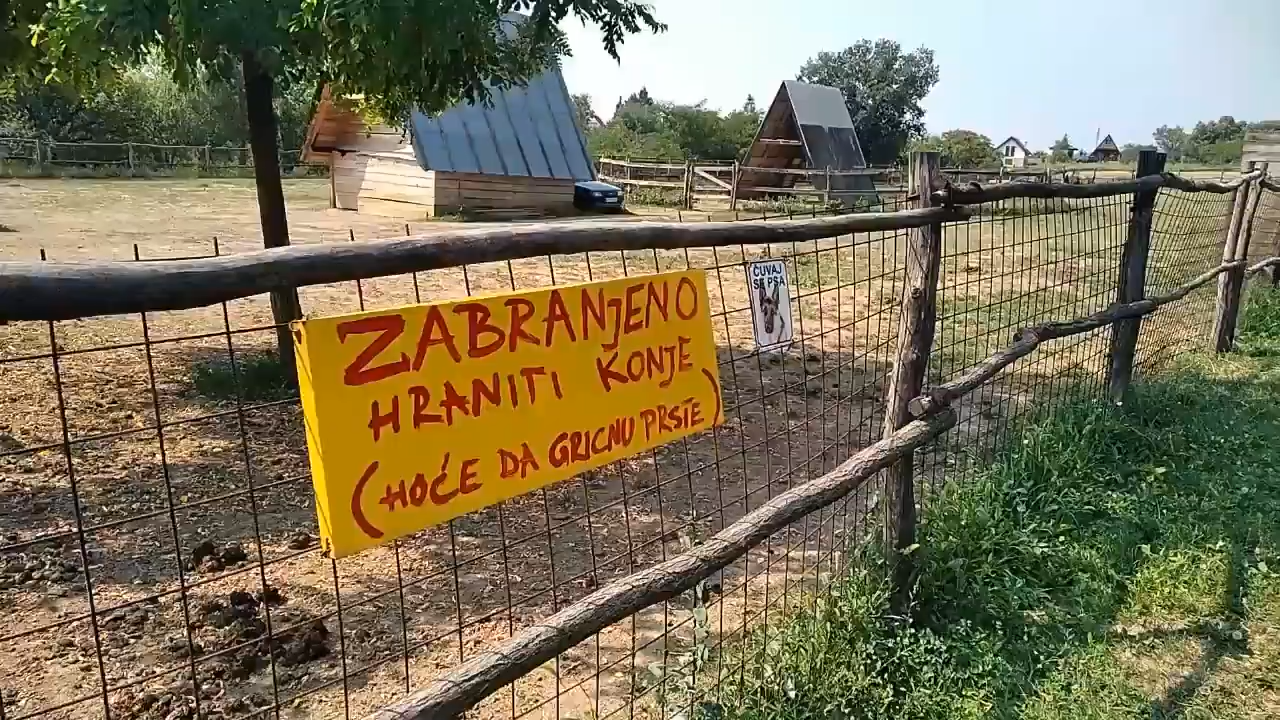 ZABRANJENO
HRANITI KONJE
(HOĆE DA GRICNU PRSTE)
ČUVAJ
SE PSA